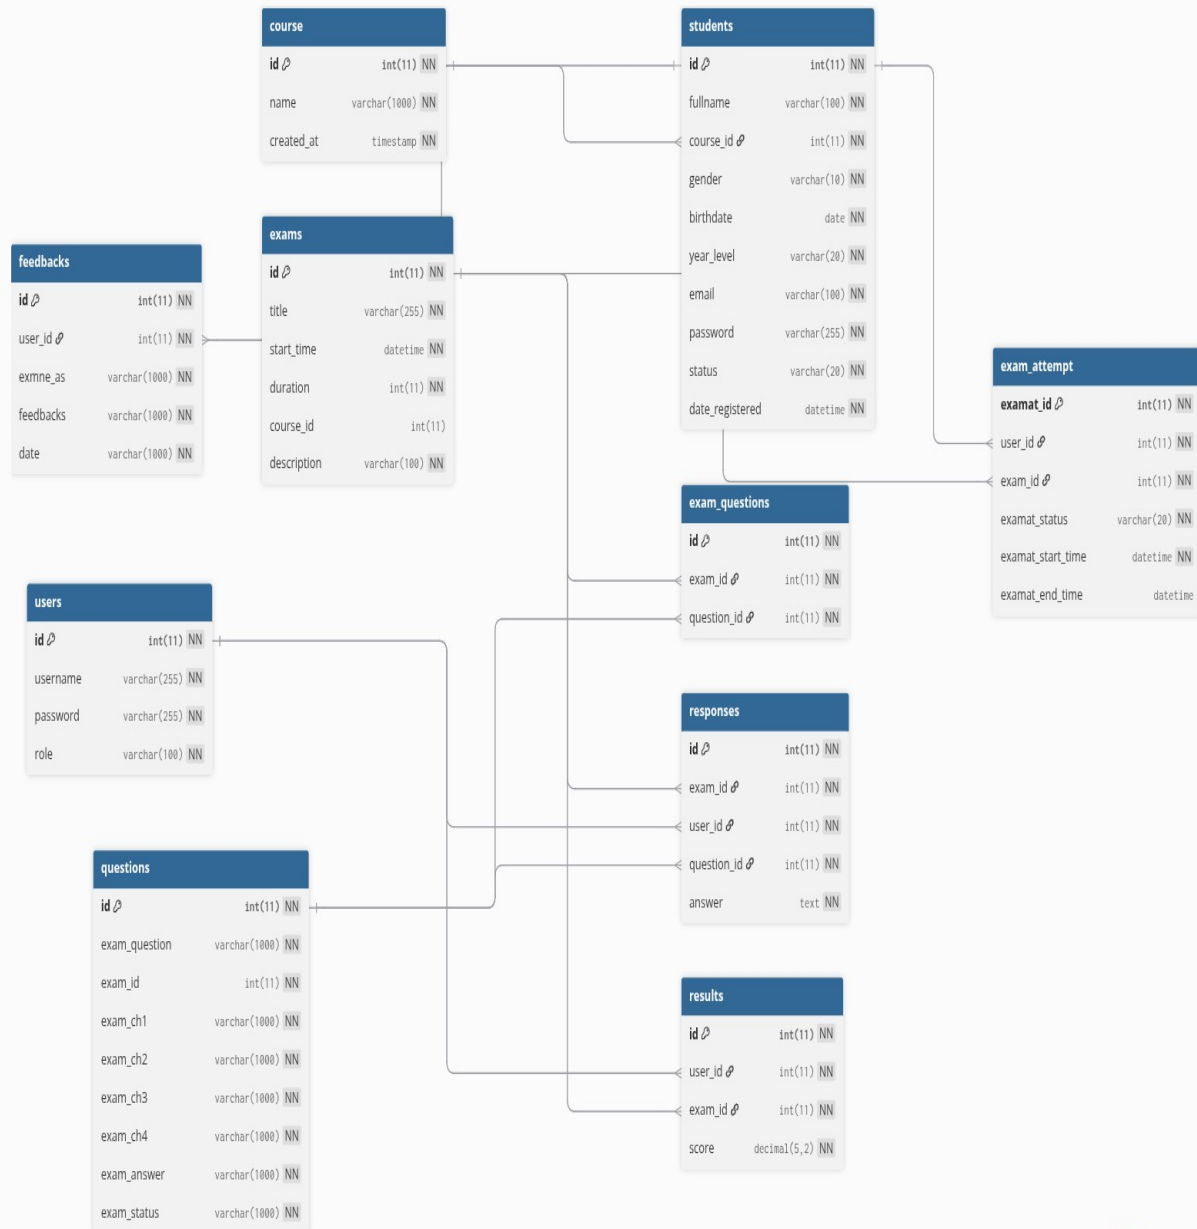 course
id int(11) NN
name varchar(1000) NN
created_at timestamp NN
students
id int(11) NN
fullname varchar(100) NN
course_id int(11) NN
gender varchar(10) NN
birthdate date NN
year_level varchar(20) NN
email varchar(100) NN
password varchar(255) NN
status varchar(20) NN
date_registered datetime NN
exams
id int(11) NN
title varchar(255) NN
start_time datetime NN
duration int(11) NN
course_id int(11)
description varchar(100) NN
feedbacks
id int(11) NN
user_id int(11) NN
exmne_as varchar(1000) NN
feedbacks varchar(1000) NN
date varchar(1000) NN
exam_attempt
examat_id int(11) NN
user_id int(11) NN
exam_id int(11) NN
examat_status varchar(20) NN
examat_start_time datetime NN
examat_end_time datetime
exam_questions
id int(11) NN
exam_id int(11) NN
question_id int(11) NN
users
id int(11) NN
username varchar(255) NN
password varchar(255) NN
role varchar(100) NN
responses
id int(11) NN
exam_id int(11) NN
user_id int(11) NN
question_id int(11) NN
answer text NN
questions
id int(11) NN
exam_question varchar(1000) NN
exam_id int(11) NN
exam_ch1 varchar(1000) NN
exam_ch2 varchar(1000) NN
exam_ch3 varchar(1000) NN
exam_ch4 varchar(1000) NN
exam_answer varchar(1000) NN
exam_status varchar(1000) NN
results
id int(11) NN
user_id int(11) NN
exam_id int(11) NN
score decimal(5,2) NN